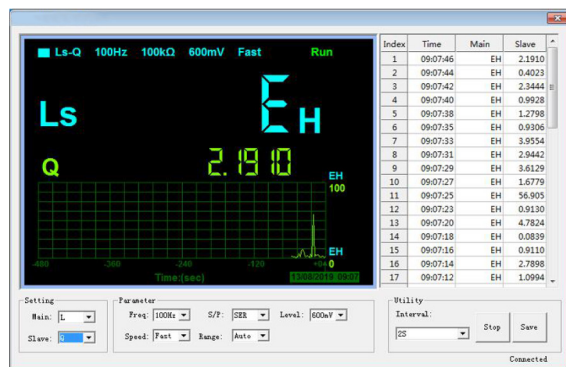 Ls-Q 100Hz 100kΩ 600mV Fast Run
Ls EH
Q 2.1910
EH
100
EH
-480 -360 -240 -120 0
Time:(sec)
13/08/2019 09:07
Index Time Main Slave
1 09:07:46 EH 2.1910
2 09:07:44 EH 0.4023
3 09:07:42 EH 2.3444
4 09:07:40 EH 0.9928
5 09:07:38 EH 1.2798
6 09:07:35 EH 0.9306
7 09:07:33 EH 3.9554
8 09:07:31 EH 2.9442
9 09:07:29 EH 3.6129
10 09:07:27 EH 1.6779
11 09:07:25 EH 56.905
12 09:07:23 EH 0.9130
13 09:07:20 EH 4.7824
14 09:07:18 EH 0.0839
15 09:07:16 EH 0.9110
16 09:07:14 EH 2.7898
17 09:07:12 EH 1.0994
Setting
Main: L
Slave: Q
Parameter
Freq: 100Hz S/P: SER Level: 600mV
Speed: Fast Range: Auto
Utility
Interval:
2S Stop Save
Connected